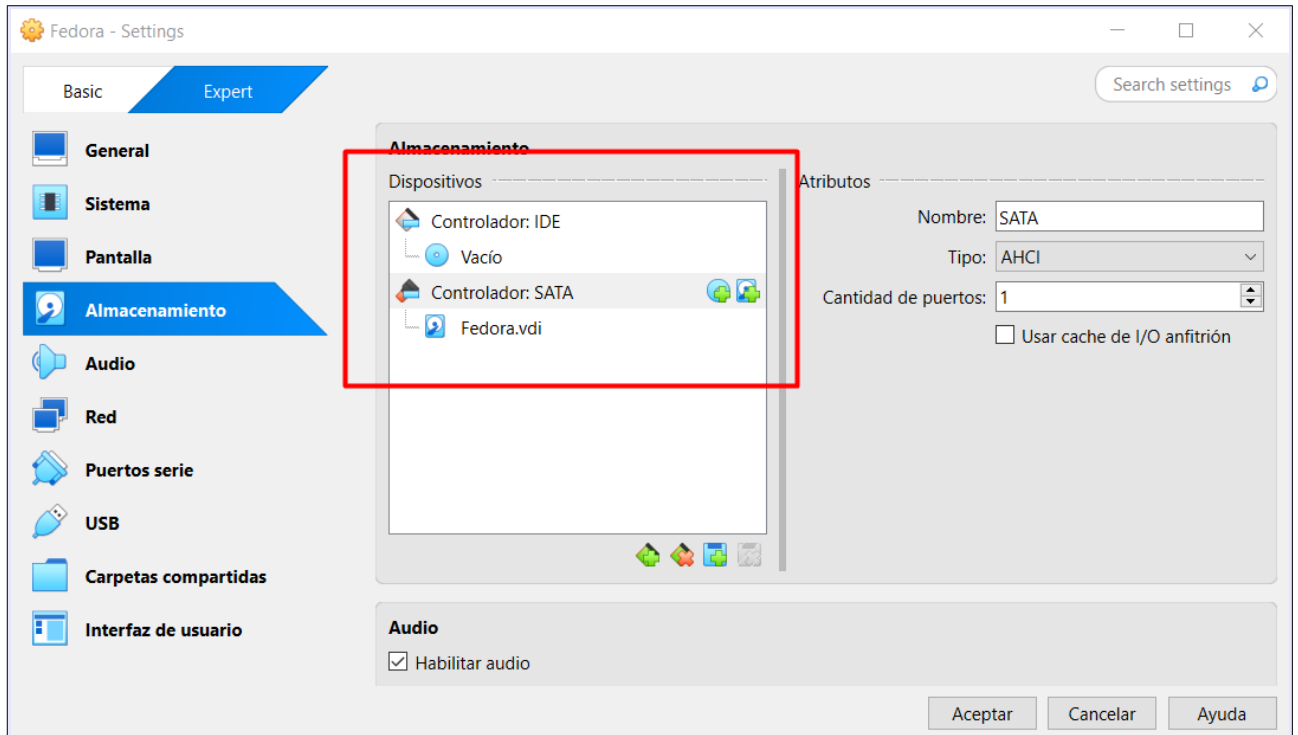 Fedora - Settings
Basic
Expert
Search settings
General
Sistema
Pantalla
Almacenamiento
Audio
Red
Puertos serie
USB
Carpetas compartidas
Interfaz de usuario
Almacenamiento
Dispositivos
Controlador: IDE
Vacío
Controlador: SATA
Fedora.vdi
Atributos
Nombre: SATA
Tipo: AHCI
Cantidad de puertos: 1
Usar cache de I/O anfitrión
Audio
Habilitar audio
Aceptar
Cancelar
Ayuda